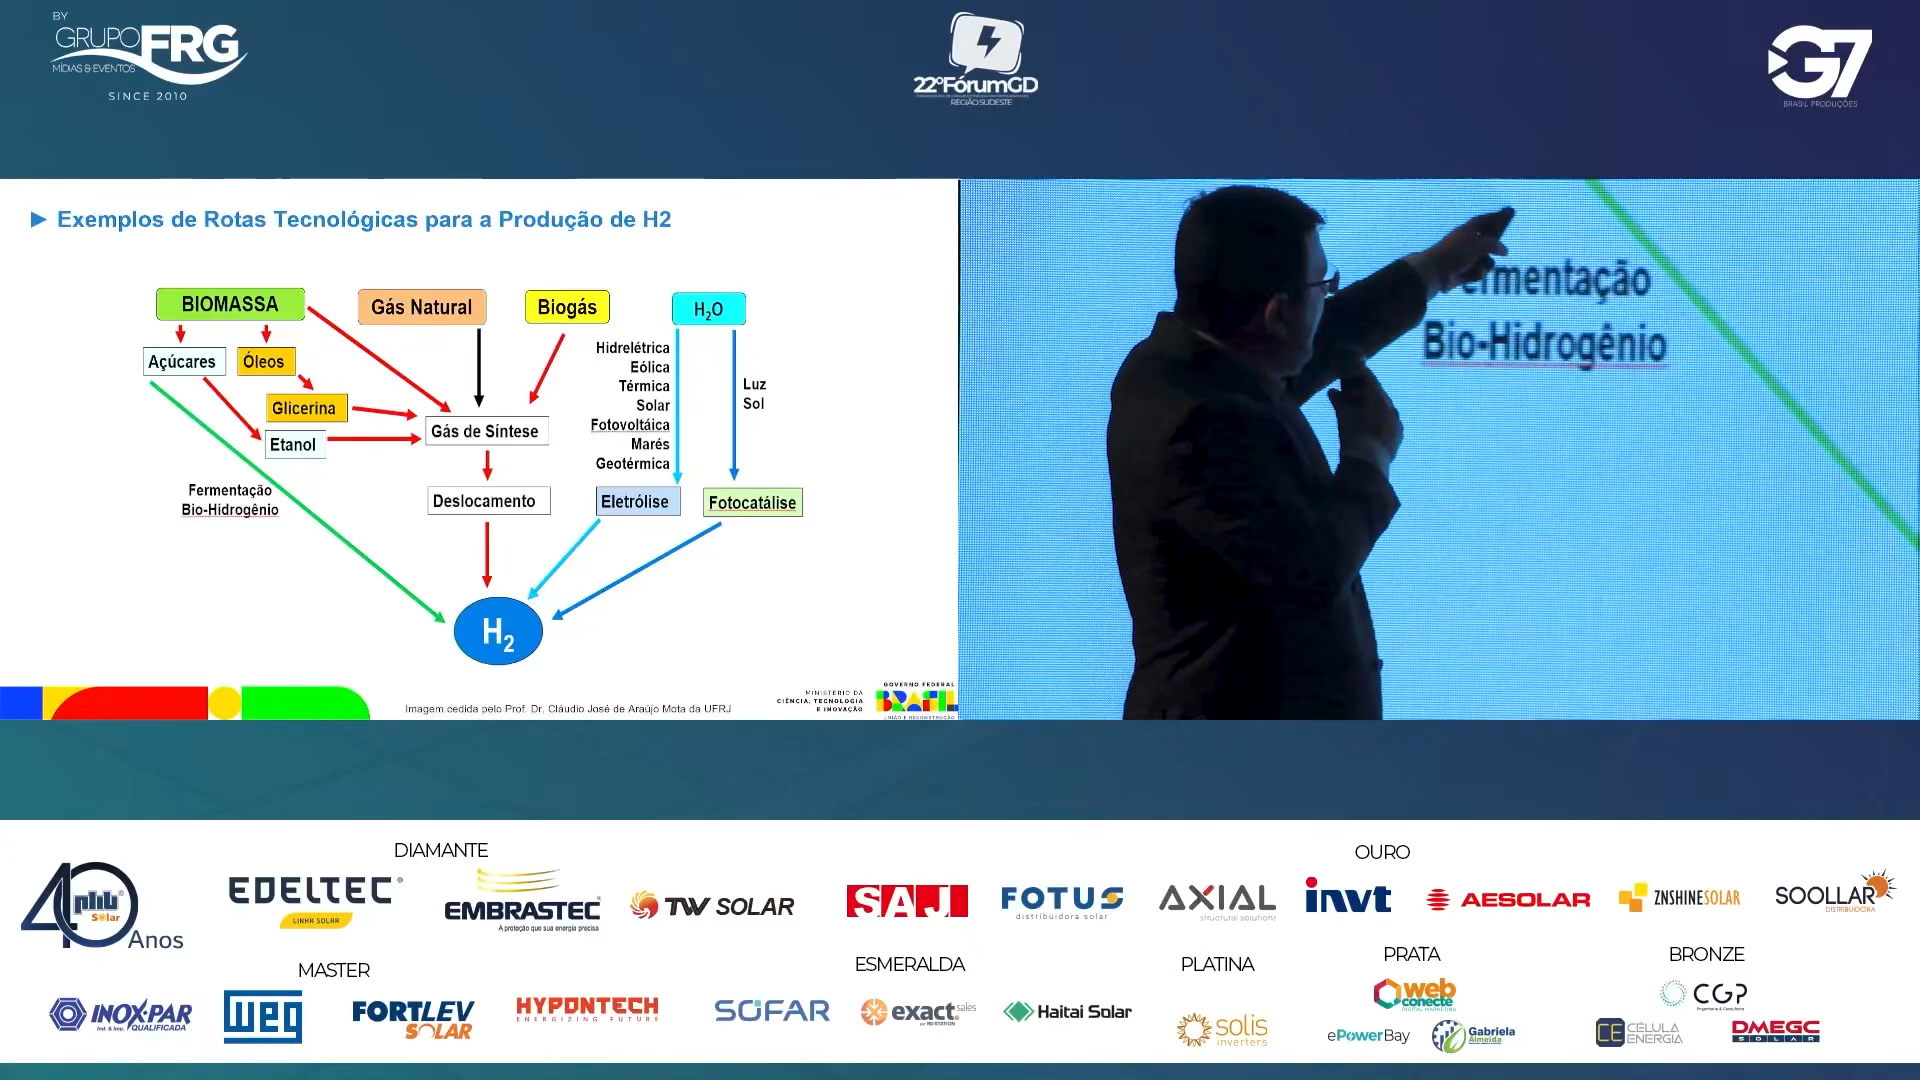 BY
GRUPO FRG
MÍDIAS & EVENTOS
SINCE 2010
22ºFórumGD
REGIÃO SUDESTE
G7
BRASIL PRODUÇÕES
► Exemplos de Rotas Tecnológicas para a Produção de H2
BIOMASSA
Gás Natural
Biogás
H2O
Açúcares
Óleos
Glicerina
Etanol
Gás de Síntese
Hidrelétrica
Eólica
Térmica
Solar
Fotovoltáica
Marés
Geotérmica
Luz
Sol
Fermentação
Bio-Hidrogênio
Deslocamento
Eletrólise
Fotocatálise
H2
Imagem cedida pelo Prof. Dr. Cláudio José de Araújo Mota da UFRJ
MINISTÉRIO DA
CIÊNCIA, TECNOLOGIA
E INOVAÇÃO
GOVERNO FEDERAL
BRASIL
UNIÃO E RECONSTRUÇÃO
ermentação
Bio-Hidrogênio
DIAMANTE
OURO
40 Anos
phb Solar
EDELTEC
LINHA SOLAR
EMBRASTEC
A proteção que sua energia precisa
TW SOLAR
SAJ
FOTUS
distribuidora solar
AXIAL
structural solutions
invt
AESOLAR
ZNSHINESOLAR
SOOLLAR
DISTRIBUIDORA
MASTER
ESMERALDA
PLATINA
PRATA
BRONZE
INOX-PAR
Ind. & Imp. QUALIFICADA
WEG
FORTLEV
SOLAR
HYPONTECH
ENERGIZING FUTURE
SOFAR
exact sales
Haitai Solar
solis
inverters
web
conecte
DIGITAL MARKETING
ePowerBay
Gabriela
Almeida
CGP
Engenharia & Consultoria
CE CÉLULA
ENERGIA
DMEGC
SOLAR